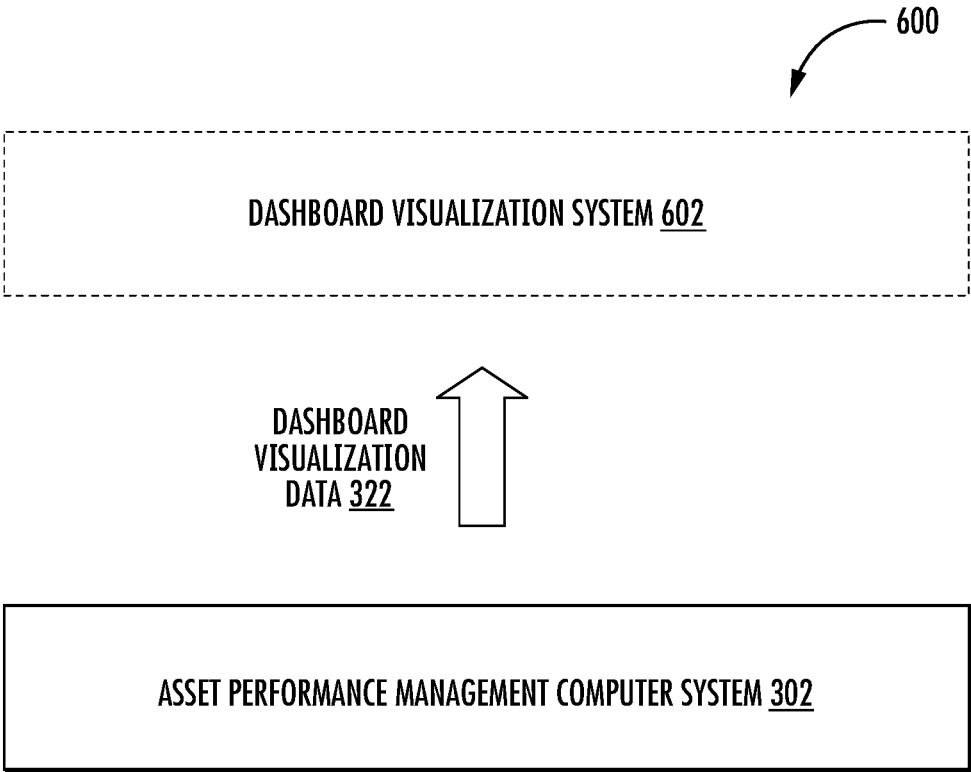 600
DASHBOARD VISUALIZATION SYSTEM 602
DASHBOARD
VISUALIZATION
DATA 322
ASSET PERFORMANCE MANAGEMENT COMPUTER SYSTEM 302